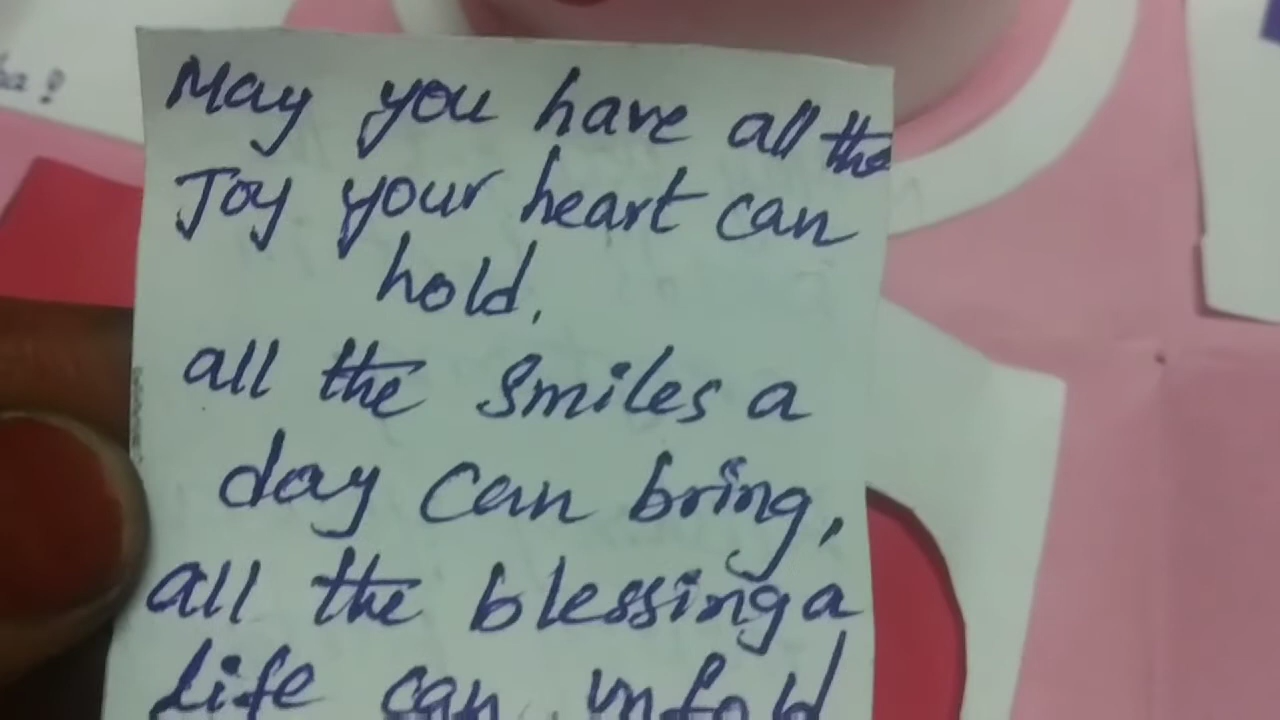 May you have all the
Joy your heart can
hold,
all the smiles a
day can bring,
all the blessing a
life can unfold